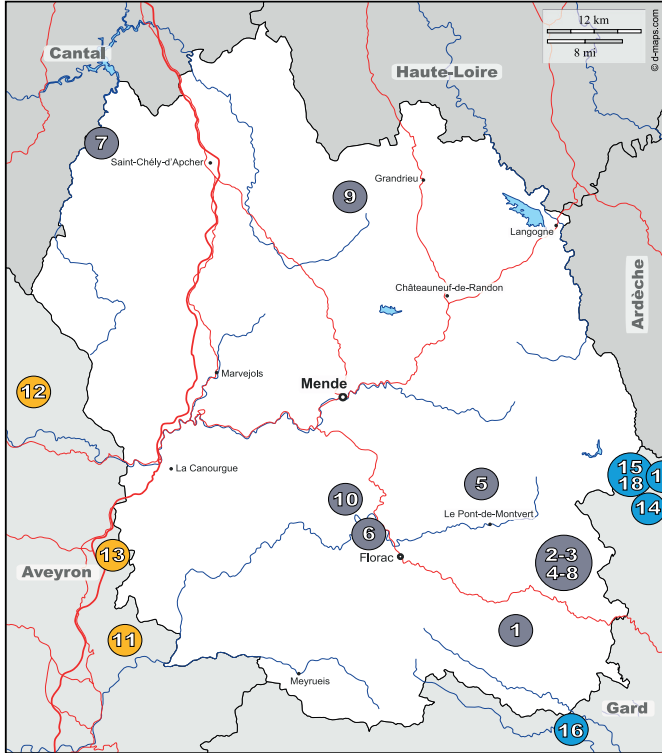 12 km
8 mi
© d-maps.com
Cantal
Haute-Loire
7
Saint-Chély-d'Apcher
Grandrieu
9
Langogne
Ardèche
Châteauneuf-de-Randon
Marvejols
Mende
12
La Canourgue
15
18
1
5
10
14
Le Pont-de-Montvert
6
13
Florac
2-3
4-8
Aveyron
1
11
Meyrueis
Gard
16